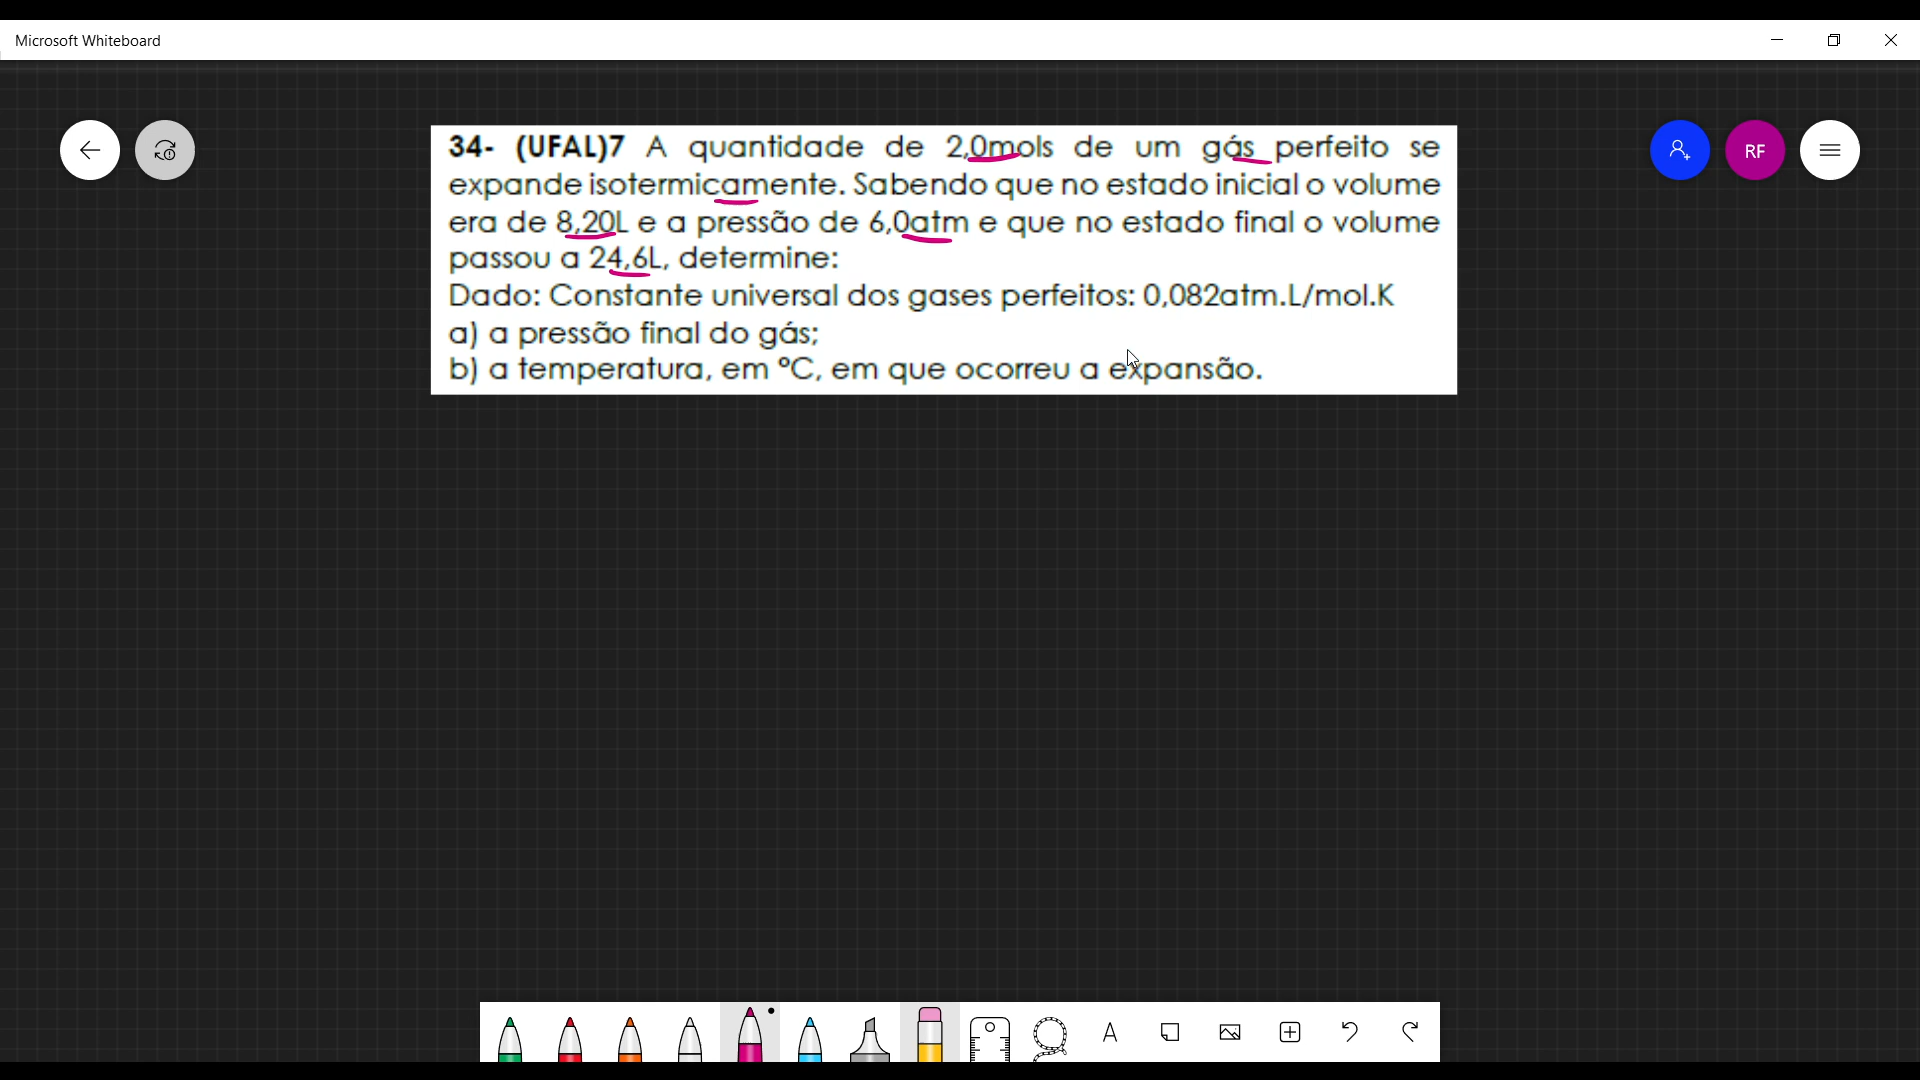 Microsoft Whiteboard
34- (UFAL)7 A quantidade de 2,0mols de um gás perfeito se
expande isotermicamente. Sabendo que no estado inicial o volume
era de 8,20L e a pressão de 6,0atm e que no estado final o volume
passou a 24,6L, determine:
Dado: Constante universal dos gases perfeitos: 0,082atm.L/mol.K
a) a pressão final do gás;
b) a temperatura, em ºC, em que ocorreu a expansão.
RF